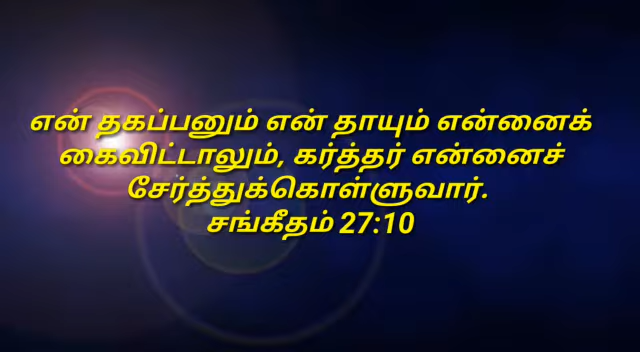 என் தகப்பனும் என் தாயும் என்னைக்
கைவிட்டாலும், கர்த்தர் என்னைச்
சேர்த்துக்கொள்ளுவார்.
சங்கீதம் 27:10